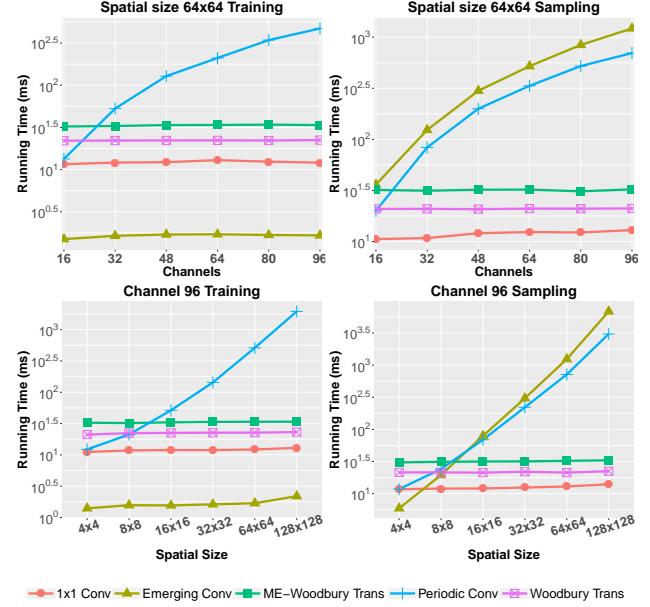 Spatial size 64x64 Training
Running Time (ms)
10^2.5
10^2
10^1.5
10^1
10^0.5
16 32 48 64 80 96
Channels
Spatial size 64x64 Sampling
Running Time (ms)
10^3
10^2.5
10^2
10^1.5
10^1
16 32 48 64 80 96
Channels
Channel 96 Training
Running Time (ms)
10^3
10^2.5
10^2
10^1.5
10^1
10^0.5
10^0
4x4 8x8 16x16 32x32 64x64 128x128
Spatial Size
Channel 96 Sampling
Running Time (ms)
10^3.5
10^3
10^2.5
10^2
10^1.5
10^1
4x4 8x8 16x16 32x32 64x64 128x128
Spatial Size
1x1 Conv Emerging Conv ME−Woodbury Trans Periodic Conv Woodbury Trans